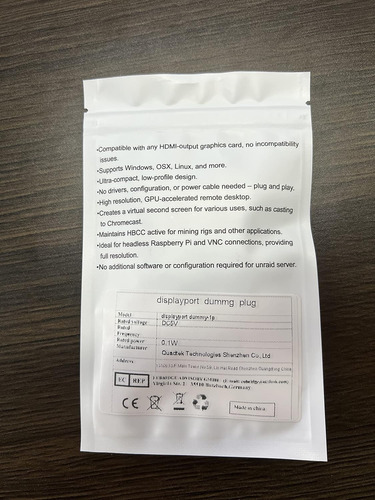 •Compatible with any HDMI-output graphics card, no incompatibility
issues.
•Supports Windows, OSX, Linux, and more.
•Ultra-compact, low-profile design.
•No drivers, configuration, or power cable needed – plug and play.
•High resolution, GPU-accelerated remote desktop.
•Creates a virtual second screen for various uses, such as casting
to Chromecast.
•Maintains HBCC active for mining rigs and other applications.
•Ideal for headless Raspberry Pi and VNC connections, providing
full resolution.
•No additional software or configuration required for unraid server.
displayport dummg plug
Model displayport dummy-1p
Rated voltage DC5V
Rated
Frequency
Rated power 0.1W
Manufacturer Quadtek Technologies Shenzhen Co., Ltd
Address
EC REP
Germany
CE
Made in china